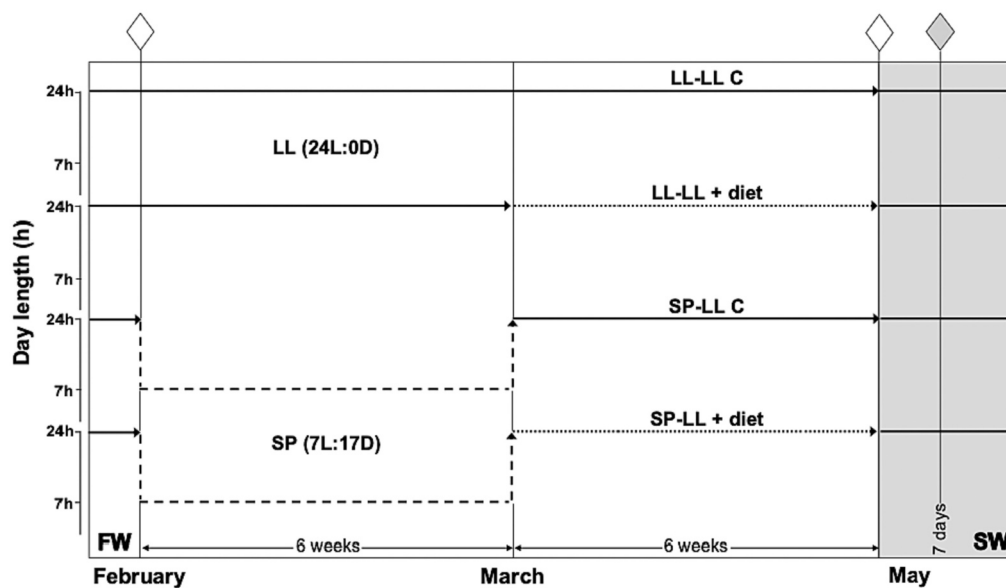 LL-LL C
24h
LL (24L:0D)
7h
LL-LL + diet
24h
7h
SP-LL C
24h
7h
SP-LL + diet
24h
SP (7L:17D)
7h
Day length (h)
FW
6 weeks
6 weeks
7 days
SW
February
March
May